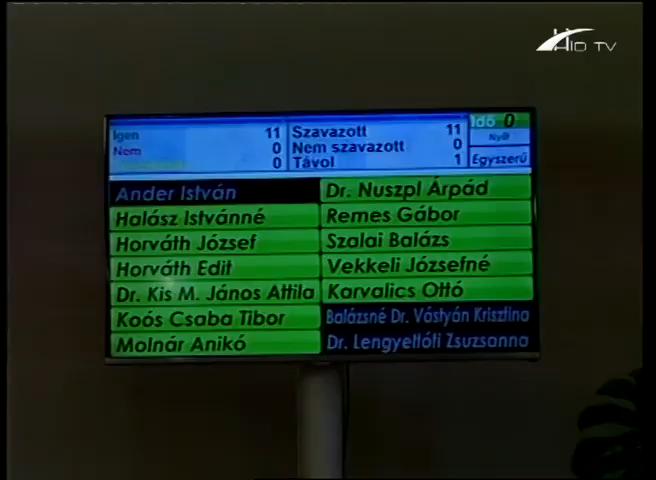 HÍD TV
Igen 11
Nem 0
0
Szavazott 11
Nem szavazott 0
Távol 1
Idő 0
Nyílt
Egyszerű
Ander István
Halász Istvánné
Horváth József
Horváth Edit
Dr. Kis M. János Attila
Koós Csaba Tibor
Molnár Anikó
Dr. Nuszpl Árpád
Remes Gábor
Szalai Balázs
Vekkeli Józsefné
Karvalics Ottó
Balázsné Dr. Vástyán Krisztina
Dr. Lengyeltóti Zsuzsanna